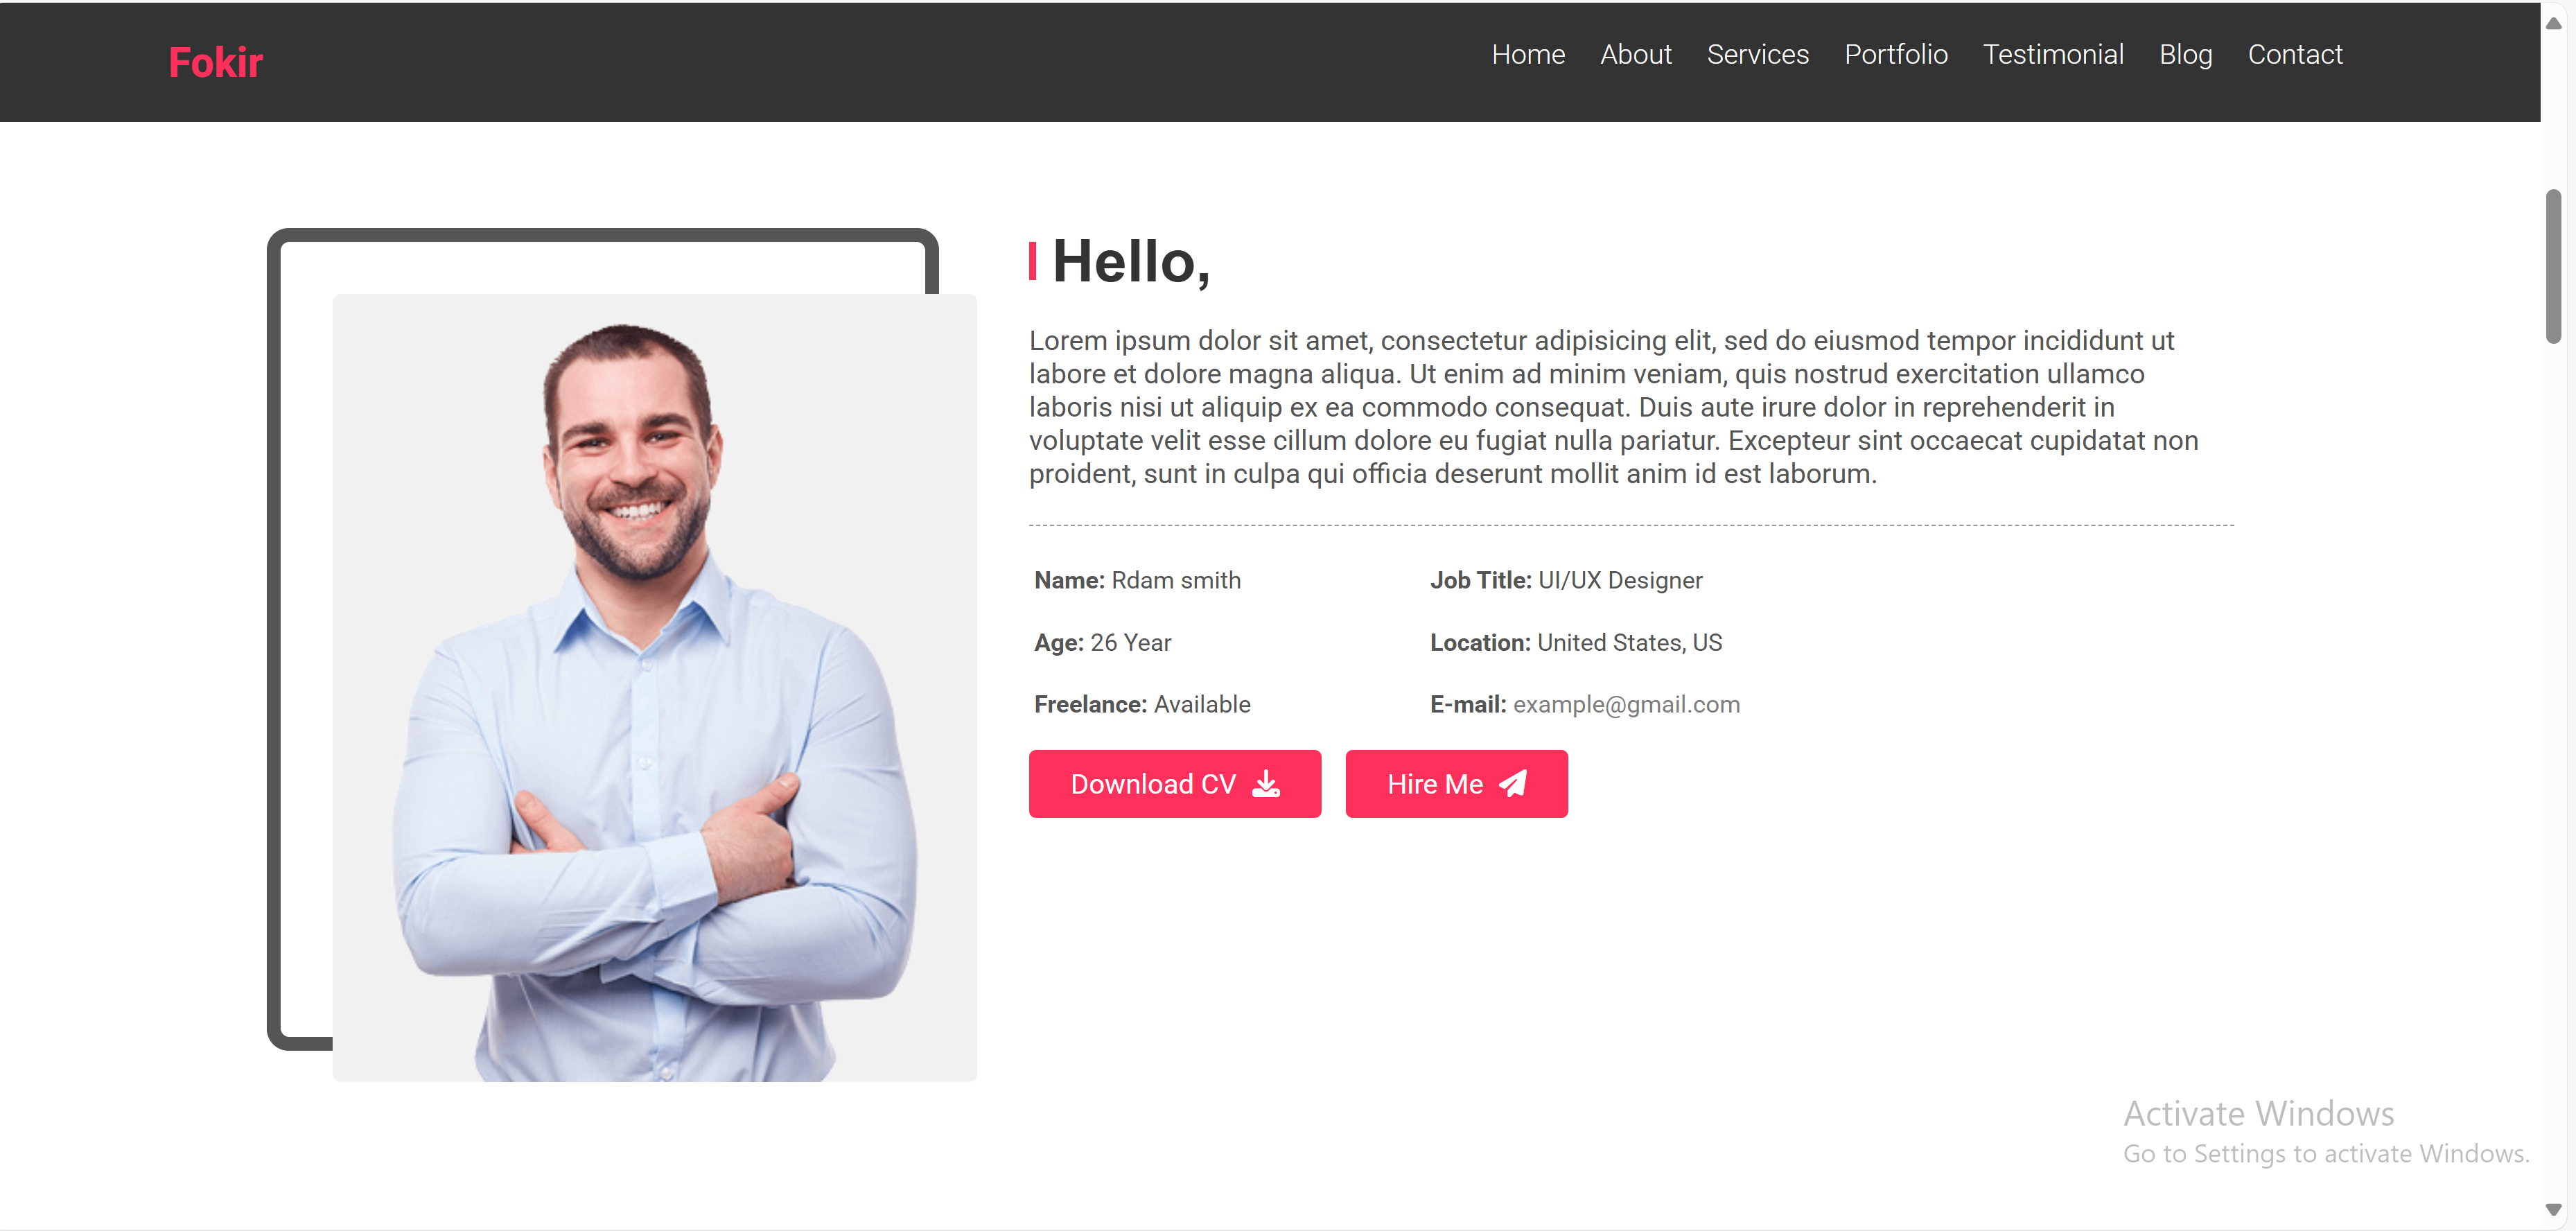 Fokir
Home About Services Portfolio Testimonial Blog Contact
Hello,
Lorem ipsum dolor sit amet, consectetur adipisicing elit, sed do eiusmod tempor incididunt ut
labore et dolore magna aliqua. Ut enim ad minim veniam, quis nostrud exercitation ullamco
laboris nisi ut aliquip ex ea commodo consequat. Duis aute irure dolor in reprehenderit in
voluptate velit esse cillum dolore eu fugiat nulla pariatur. Excepteur sint occaecat cupidatat non
proident, sunt in culpa qui officia deserunt mollit anim id est laborum.
Name: Rdam smith
Job Title: UI/UX Designer
Age: 26 Year
Location: United States, US
Freelance: Available
E-mail: example@gmail.com
Download CV
Hire Me
Activate Windows
Go to Settings to activate Windows.